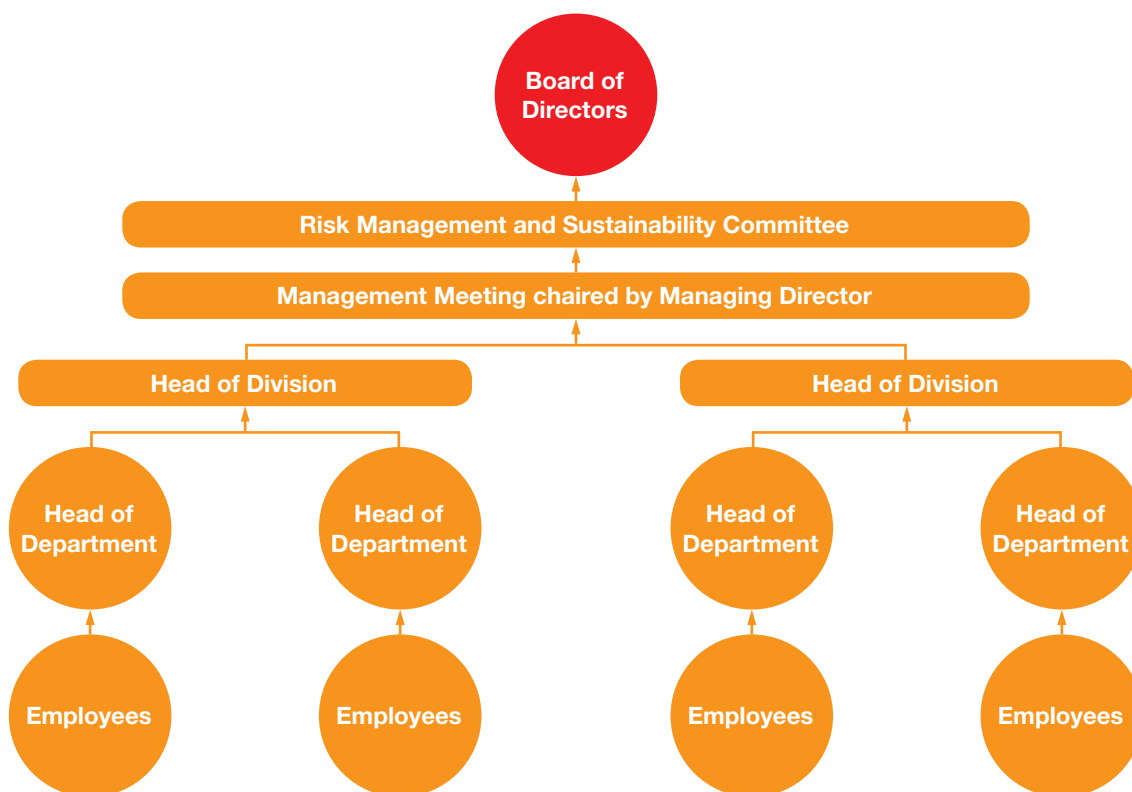 Board of
Directors
Risk Management and Sustainability Committee
Management Meeting chaired by Managing Director
Head of Division
Head of Division
Head of
Department
Head of
Department
Head of
Department
Head of
Department
Employees
Employees
Employees
Employees